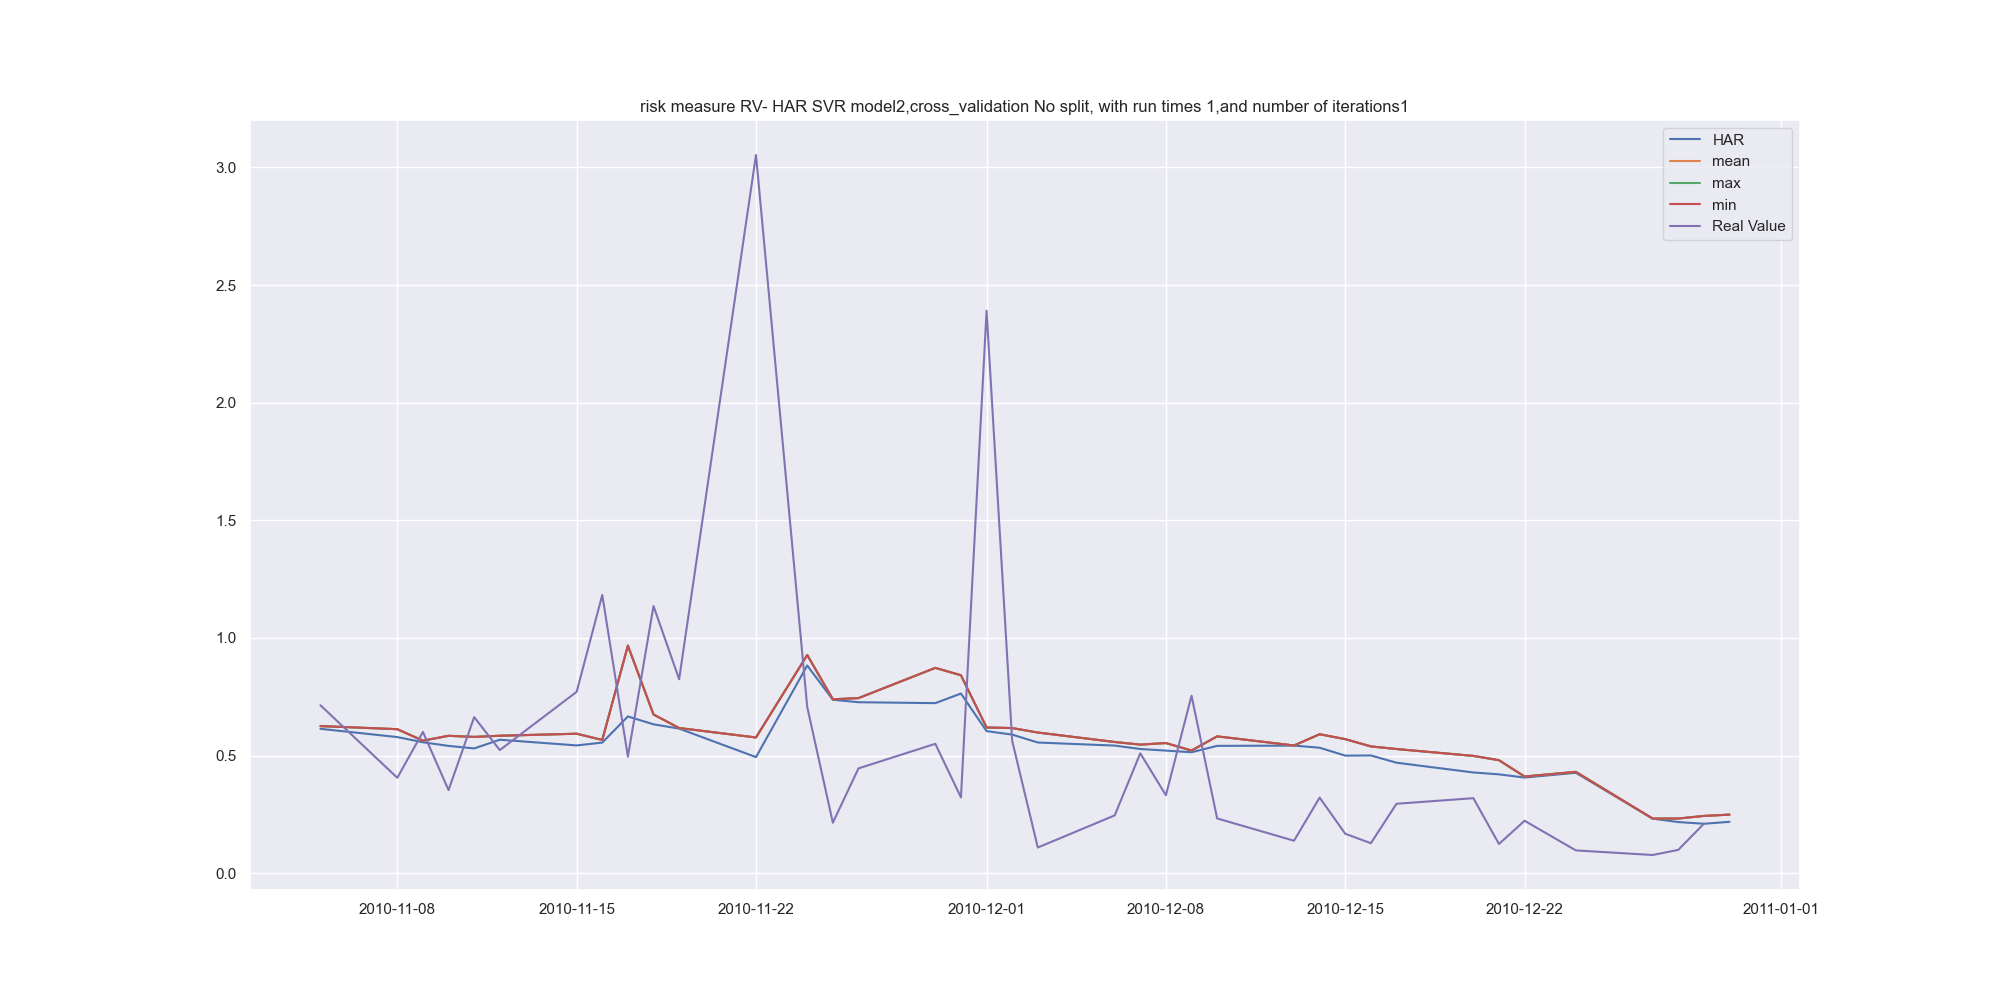 risk measure RV- HAR SVR model2,cross_validation No split, with run times 1,and number of iterations1
HAR
mean
max
min
Real Value
3.0
2.5
2.0
1.5
1.0
0.5
0.0
2010-11-08
2010-11-15
2010-11-22
2010-12-01
2010-12-08
2010-12-15
2010-12-22
2011-01-01